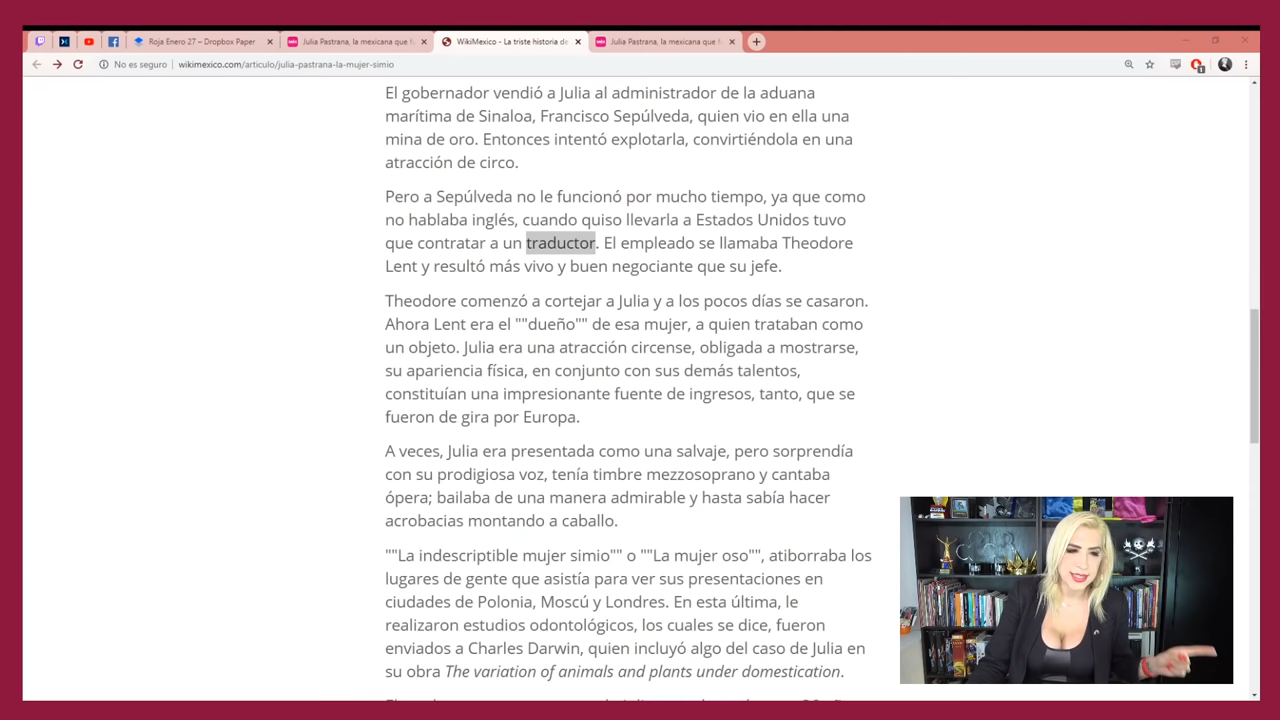 Roja Enero 27 – Dropbox Paper
Julia Pastrana, la mexicana que f
WikiMexico - La triste historia de
Julia Pastrana, la mexicana que f
No es seguro | wikimexico.com/articulo/julia-pastrana-la-mujer-simio
El gobernador vendió a Julia al administrador de la aduana
marítima de Sinaloa, Francisco Sepúlveda, quien vio en ella una
mina de oro. Entonces intentó explotarla, convirtiéndola en una
atracción de circo.
Pero a Sepúlveda no le funcionó por mucho tiempo, ya que como
no hablaba inglés, cuando quiso llevarla a Estados Unidos tuvo
que contratar a un traductor. El empleado se llamaba Theodore
Lent y resultó más vivo y buen negociante que su jefe.
Theodore comenzó a cortejar a Julia y a los pocos días se casaron.
Ahora Lent era el ""dueño"" de esa mujer, a quien trataban como
un objeto. Julia era una atracción circense, obligada a mostrarse,
su apariencia física, en conjunto con sus demás talentos,
constituían una impresionante fuente de ingresos, tanto, que se
fueron de gira por Europa.
A veces, Julia era presentada como una salvaje, pero sorprendía
con su prodigiosa voz, tenía timbre mezzosoprano y cantaba
ópera; bailaba de una manera admirable y hasta sabía hacer
acrobacias montando a caballo.
""La indescriptible mujer simio"" o ""La mujer oso"", atiborraba los
lugares de gente que asistía para ver sus presentaciones en
ciudades de Polonia, Moscú y Londres. En esta última, le
realizaron estudios odontológicos, los cuales se dice, fueron
enviados a Charles Darwin, quien incluyó algo del caso de Julia en
su obra The variation of animals and plants under domestication.